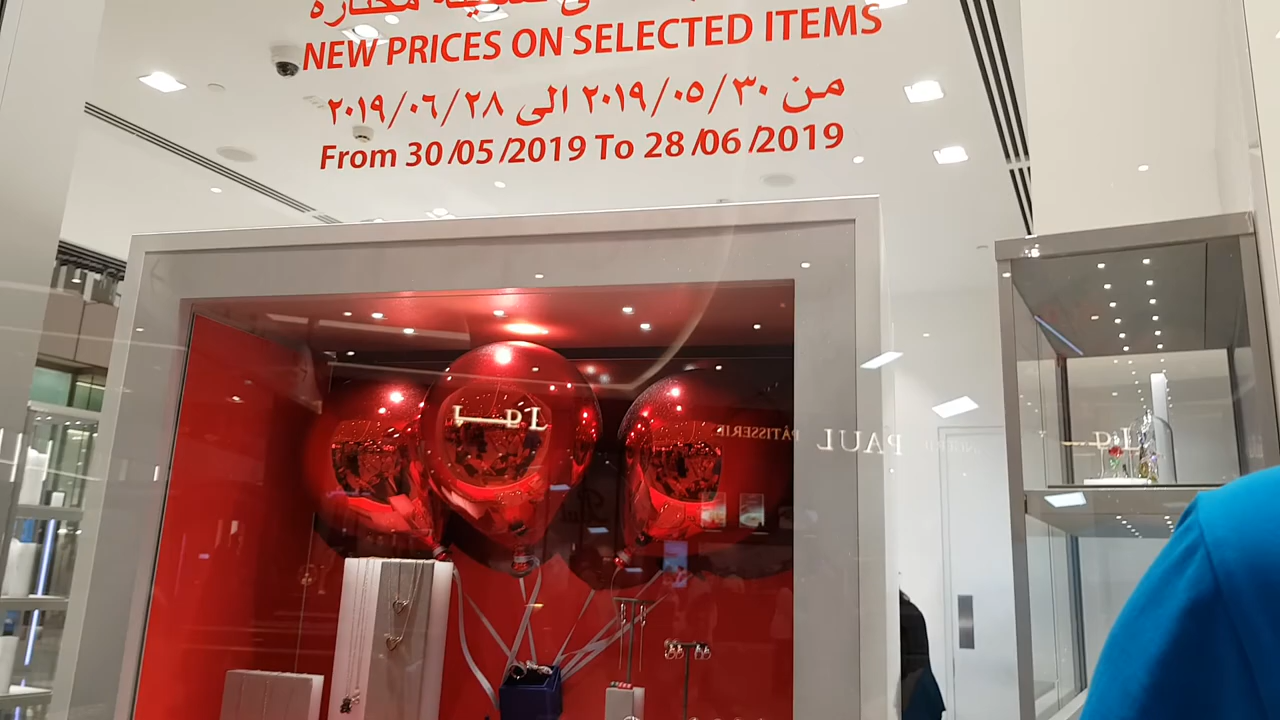 مختارة
NEW PRICES ON SELECTED ITEMS
من ٢٠١٩/٠٥/٣٠ الى ٢٠١٩/٠٦/٢٨
From 30/05/2019 To 28/06/2019
PÂTISSERIE
PAUL